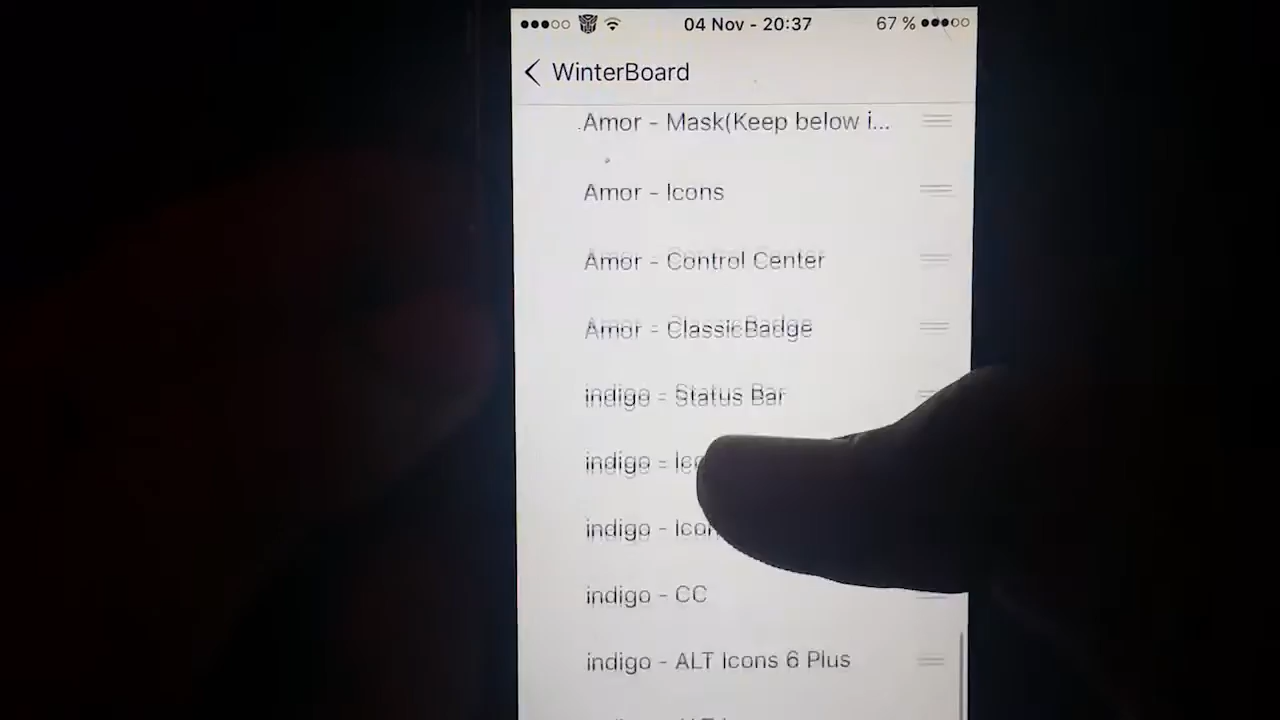 04 Nov - 20:37
67 %
WinterBoard
Amor - Mask(Keep below i...
Amor - Icons
Amor - Control Center
Amor - ClassicBadge
indigo - Status Bar
indigo -
indigo -
indigo - CC
indigo - ALT Icons 6 Plus